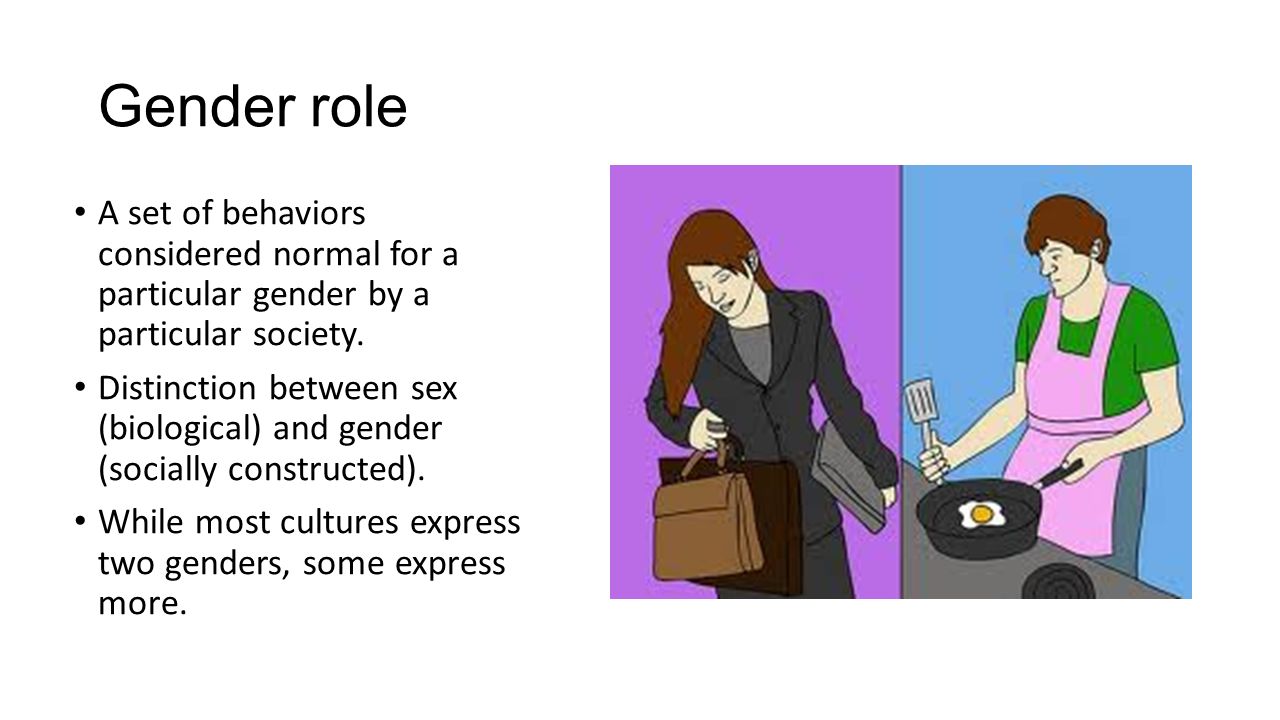 Gender role
• A set of behaviors
considered normal for a
particular gender by a
particular society.
• Distinction between sex
(biological) and gender
(socially constructed).
• While most cultures express
two genders, some express
more.